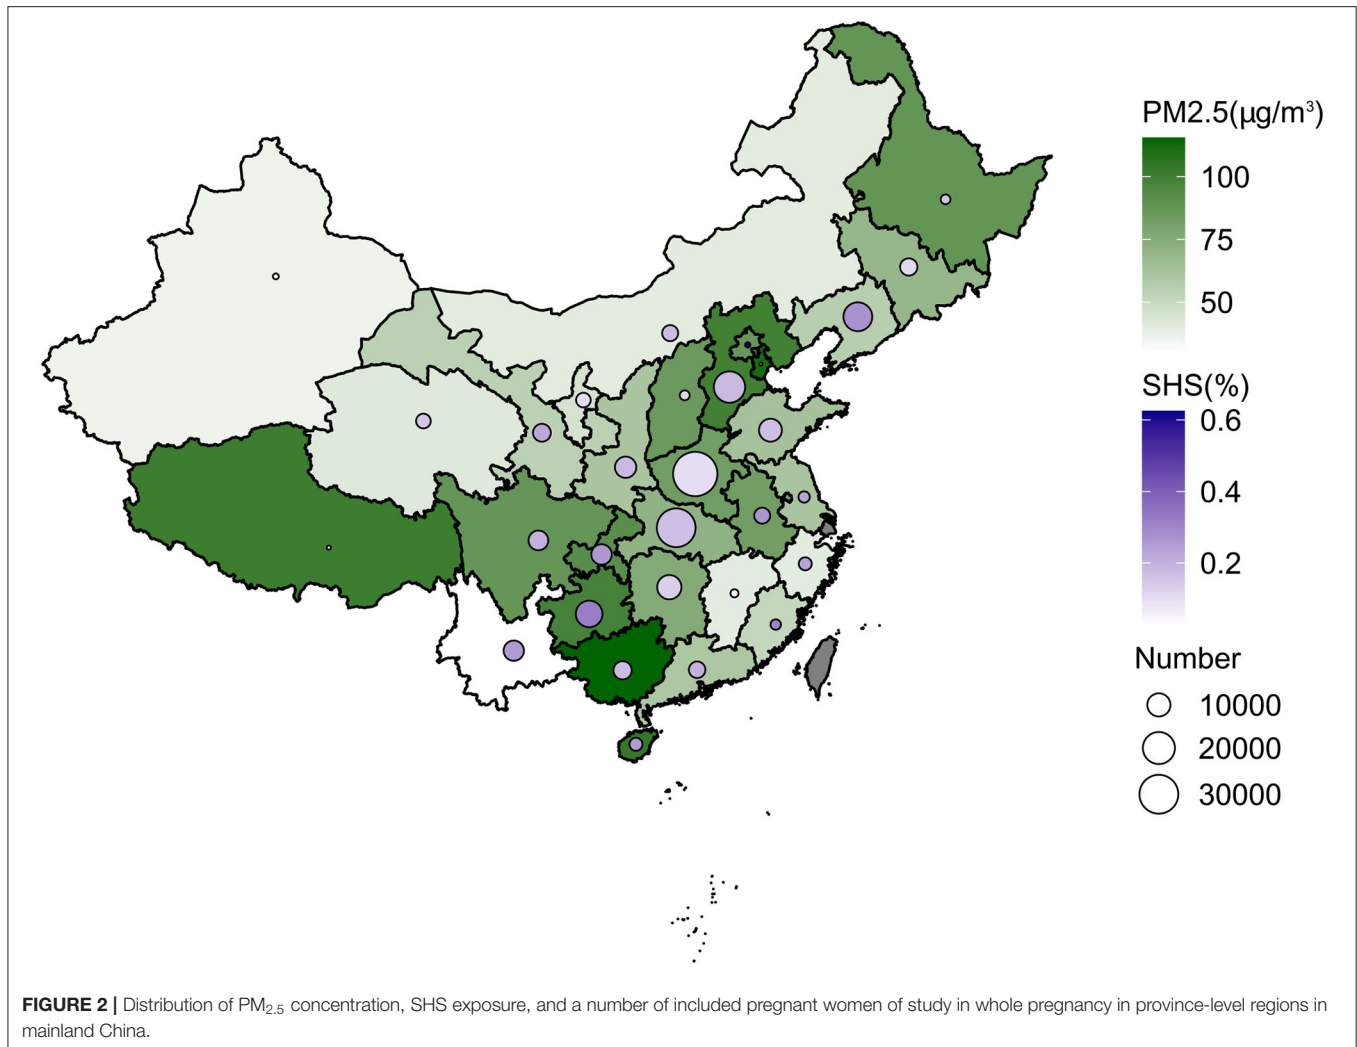 PM2.5(μg/m³)
100
75
50
SHS(%)
0.6
0.4
0.2
Number
10000
20000
30000
FIGURE 2 | Distribution of PM₂.₅ concentration, SHS exposure, and a number of included pregnant women of study in whole pregnancy in province-level regions in
mainland China.